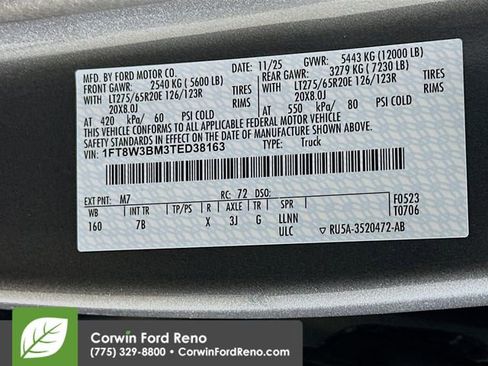 MFD. BY FORD MOTOR CO.
11/25 GVWR: 5443 KG (12000 LB)
FRONT GAWR: 2540 KG ( 5600 LB) REAR GAWR: 3279 KG ( 7230 LB)
WITH LT275/65R20E 126/123R TIRES WITH LT275/65R20E 126/123R TIRES
20X8.0J RIMS 20X8.0J RIMS
AT 420 kPa/ 60 PSI COLD AT 550 kPa/ 80 PSI COLD
THIS VEHICLE CONFORMS TO ALL APPLICABLE FEDERAL MOTOR VEHICLE
SAFETY STANDARDS IN EFFECT ON THE DATE OF MANUFACTURE SHOWN ABOVE.
VIN: 1FT8W3BM3TED38163 TYPE: Truck
EXT PNT: M7 RC: 72 DSO: F0523
WB INT TR TP/PS R AXLE TR SPR T0706
160 7B X 3J G LLNN
ULC ▽ RU5A-3520472-AB
Corwin Ford Reno
(775) 329-8800 • CorwinFordReno.com